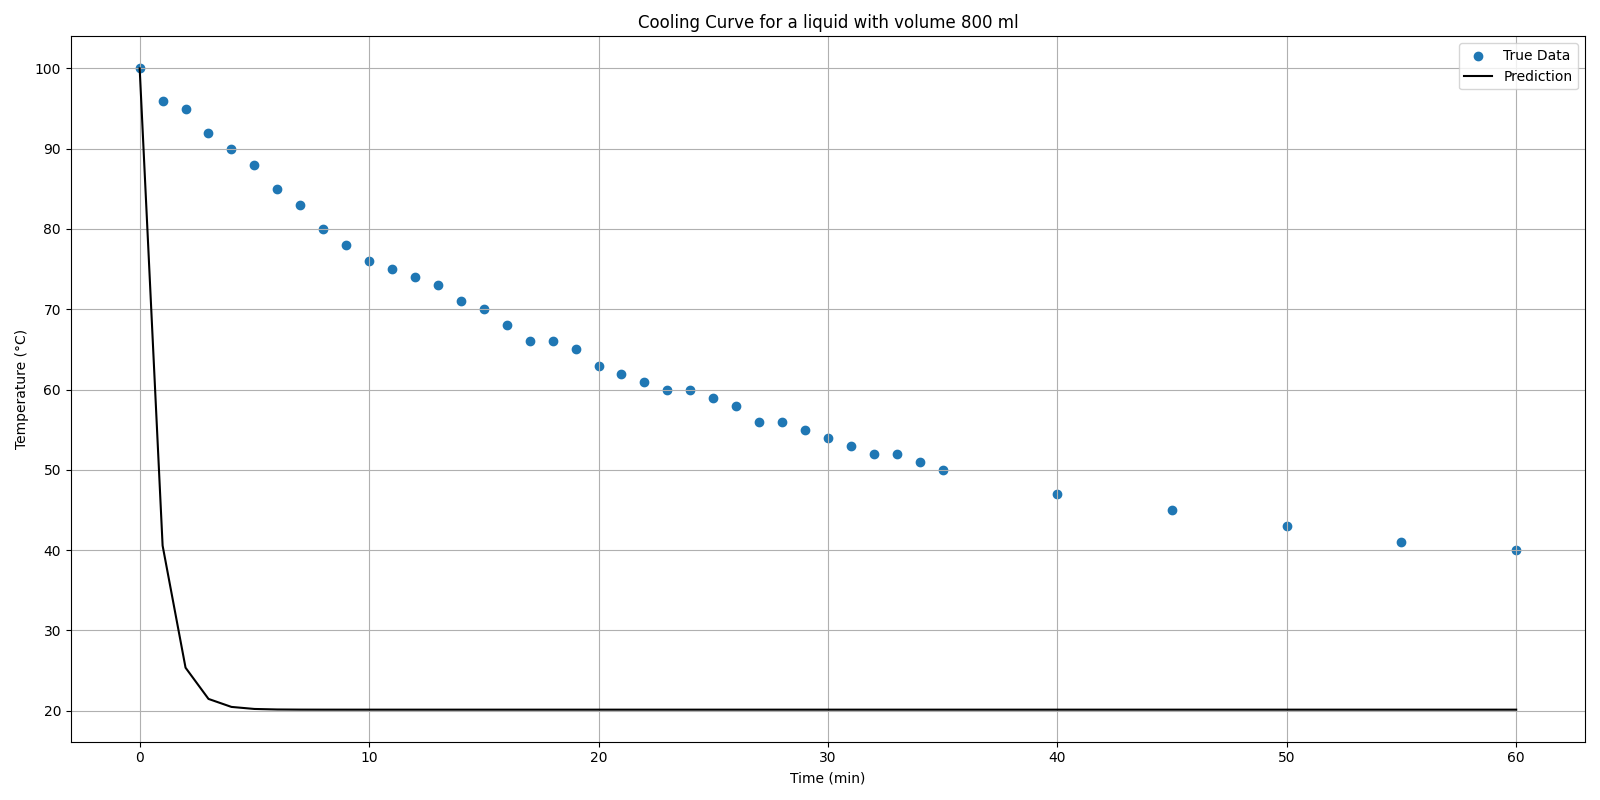 Cooling Curve for a liquid with volume 800 ml
True Data
Prediction
100
90
80
70
60
50
40
30
20
Temperature (°C)
0 10 20 30 40 50 60
Time (min)